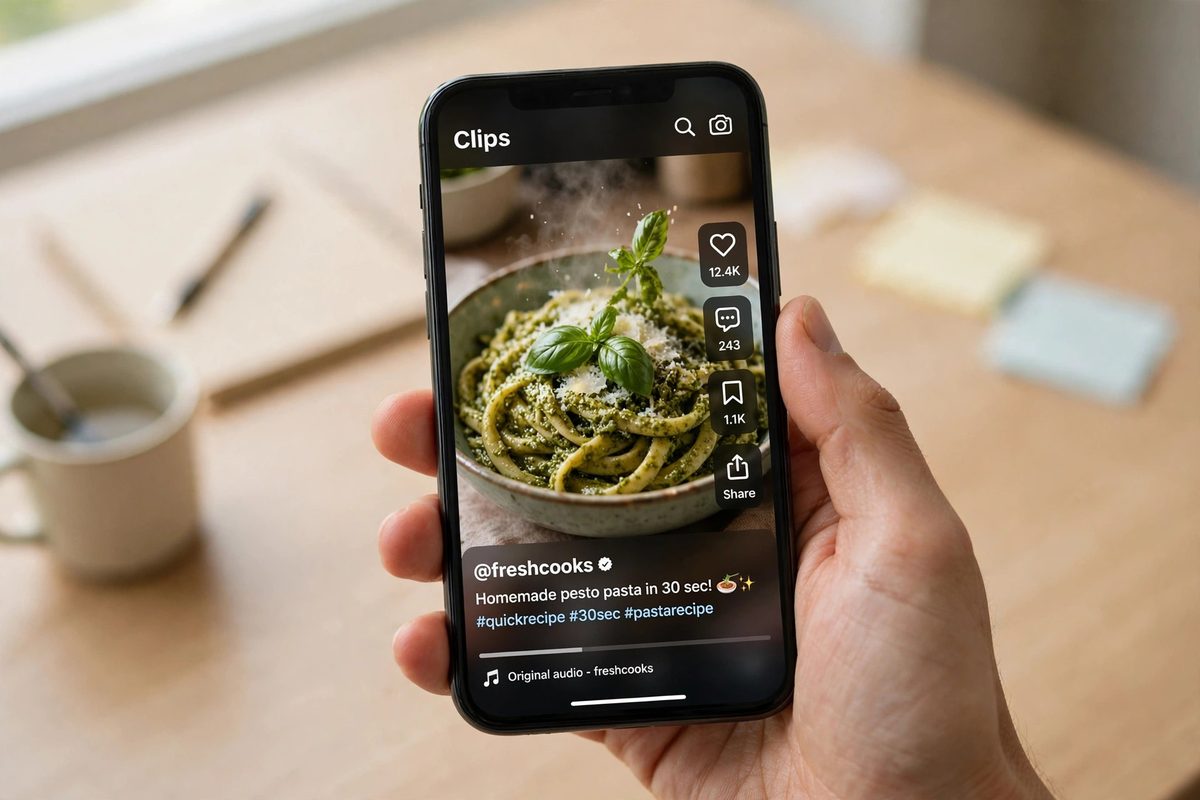 Clips
12.4K
243
1.1K
Share
@freshcooks
Homemade pesto pasta in 30 sec! 🍝✨
#quickrecipe #30sec #pastarecipe
Original audio - freshcooks